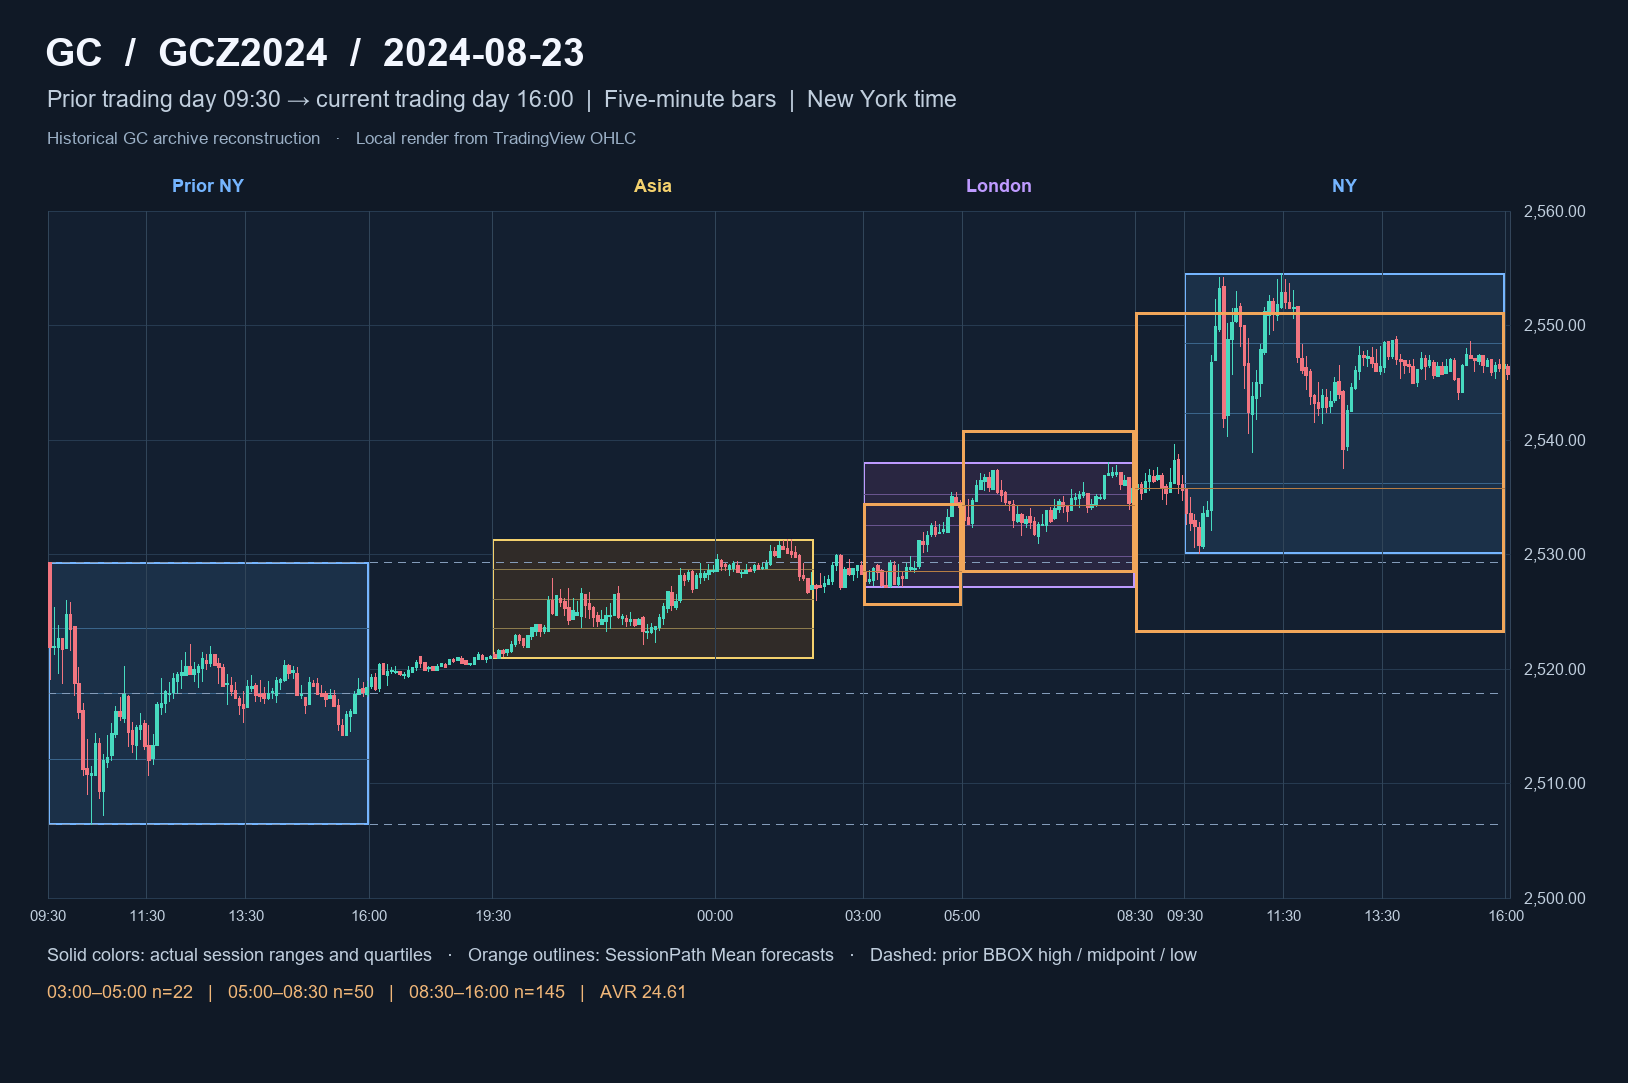 GC / GCZ2024 / 2024-08-23
Prior trading day 09:30 → current trading day 16:00 | Five-minute bars | New York time
Historical GC archive reconstruction · Local render from TradingView OHLC
Prior NY Asia London NY
2,560.00
2,550.00
2,540.00
2,530.00
2,520.00
2,510.00
2,500.00
09:30 11:30 13:30 16:00 19:30 00:00 03:00 05:00 08:30 09:30 11:30 13:30 16:00
Solid colors: actual session ranges and quartiles · Orange outlines: SessionPath Mean forecasts · Dashed: prior BBOX high / midpoint / low
03:00–05:00 n=22 | 05:00–08:30 n=50 | 08:30–16:00 n=145 | AVR 24.61